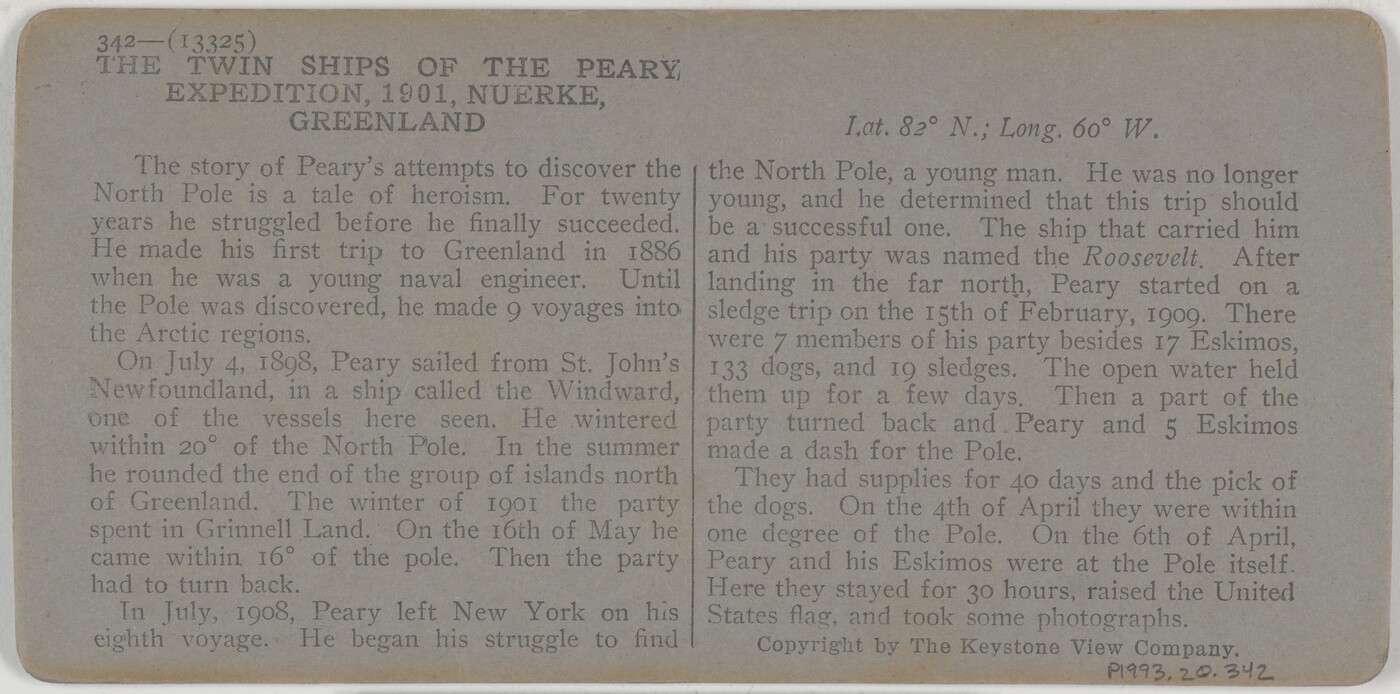 342—(13325)
THE TWIN SHIPS OF THE PEARY
EXPEDITION, 1901, NUERKE,
GREENLAND
The story of Peary's attempts to discover the
North Pole is a tale of heroism. For twenty
years he struggled before he finally succeeded.
He made his first trip to Greenland in 1886
when he was a young naval engineer. Until
the Pole was discovered, he made 9 voyages into
the Arctic regions.
On July 4, 1898, Peary sailed from St. John's
Newfoundland, in a ship called the Windward,
one of the vessels here seen. He wintered
within 20° of the North Pole. In the summer
he rounded the end of the group of islands north
of Greenland. The winter of 1901 the party
spent in Grinnell Land. On the 16th of May he
came within 16° of the pole. Then the party
had to turn back.
In July, 1908, Peary left New York on his
eighth voyage. He began his struggle to find
Lat. 82° N.; Long. 60° W.
the North Pole, a young man. He was no longer
young, and he determined that this trip should
be a successful one. The ship that carried him
and his party was named the Roosevelt. After
landing in the far north, Peary started on a
sledge trip on the 15th of February, 1909. There
were 7 members of his party besides 17 Eskimos,
133 dogs, and 19 sledges. The open water held
them up for a few days. Then a part of the
party turned back and Peary and 5 Eskimos
made a dash for the Pole.
They had supplies for 40 days and the pick of
the dogs. On the 4th of April they were within
one degree of the Pole. On the 6th of April,
Peary and his Eskimos were at the Pole itself.
Here they stayed for 30 hours, raised the United
States flag, and took some photographs.
Copyright by The Keystone View Company.
P1993.20.342